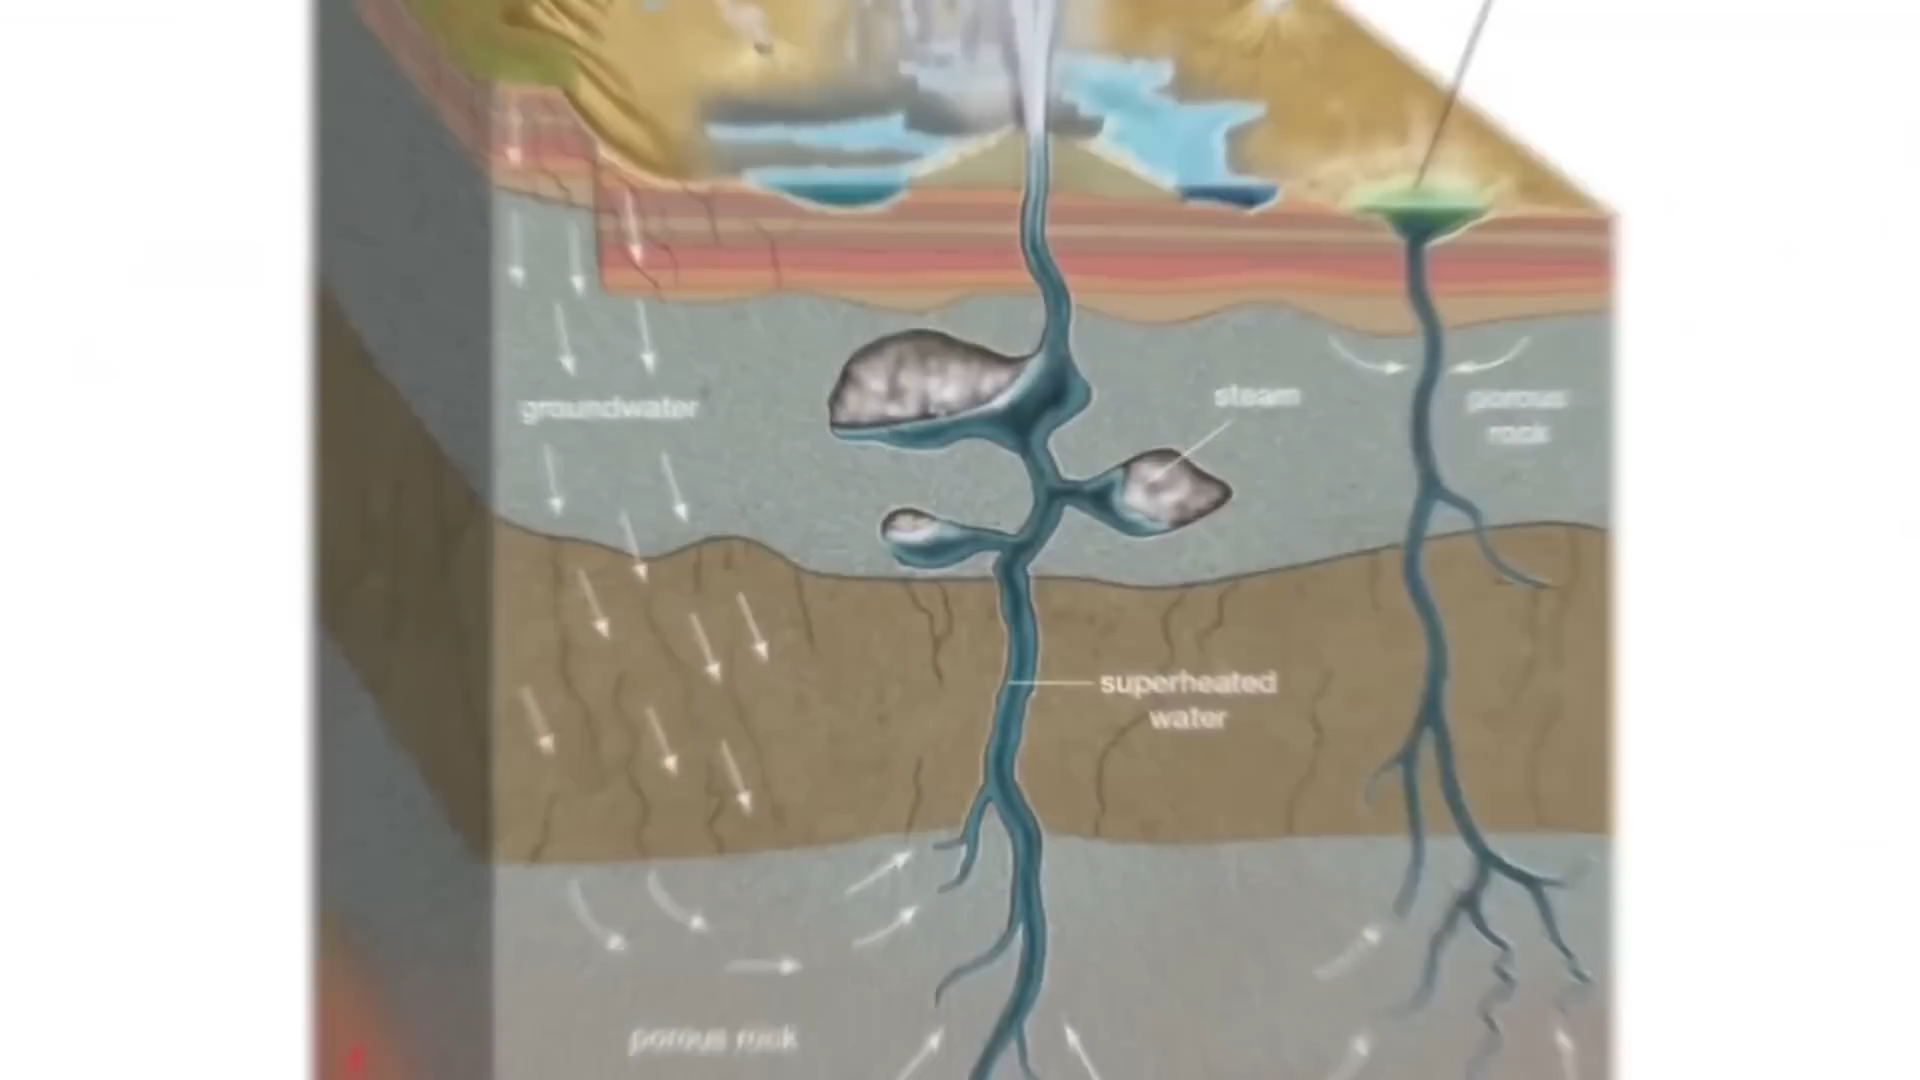 groundwater
steam
porous
rock
superheated
water
porous rock